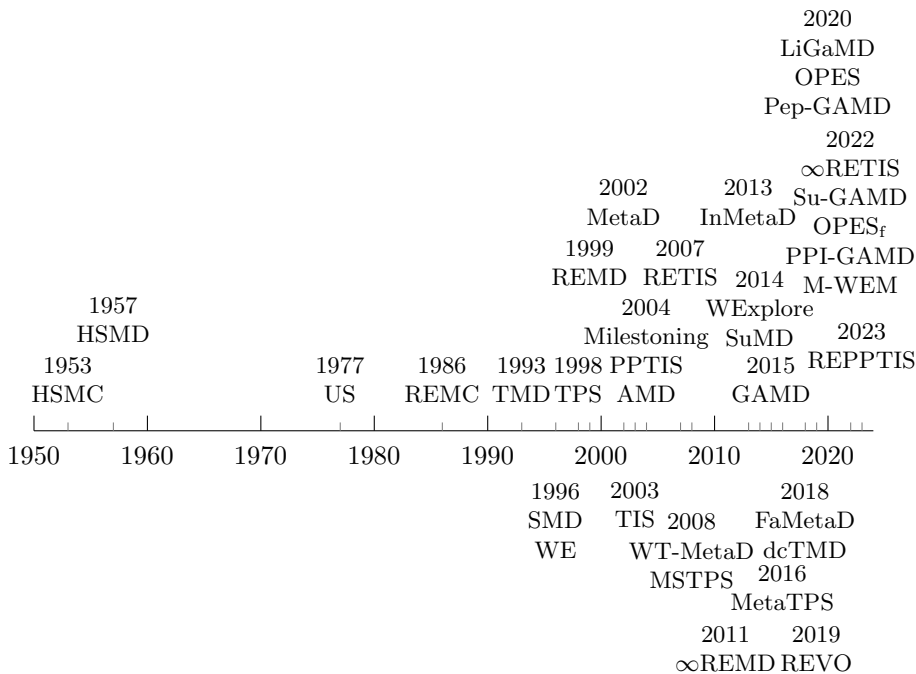 2020
LiGaMD
OPES
Pep-GAMD
2022
∞RETIS
Su-GAMD
OPESf
PPI-GAMD
M-WEM
2002
MetaD
2013
InMetaD
1999
REMD
2007
RETIS
2014
WExplore
SuMD
1957
HSMD
2004
Milestoning
PPTIS
AMD
2023
REPPTIS
1953
HSMC
1977
US
1986
REMC
1993
TMD
1998
TPS
2015
GAMD
1950 1960 1970 1980 1990 2000 2010 2020
1996
SMD
WE
2003
TIS
2008
WT-MetaD
MSTPS
2018
FaMetaD
dcTMD
2016
MetaTPS
2011
∞REMD
2019
REVO